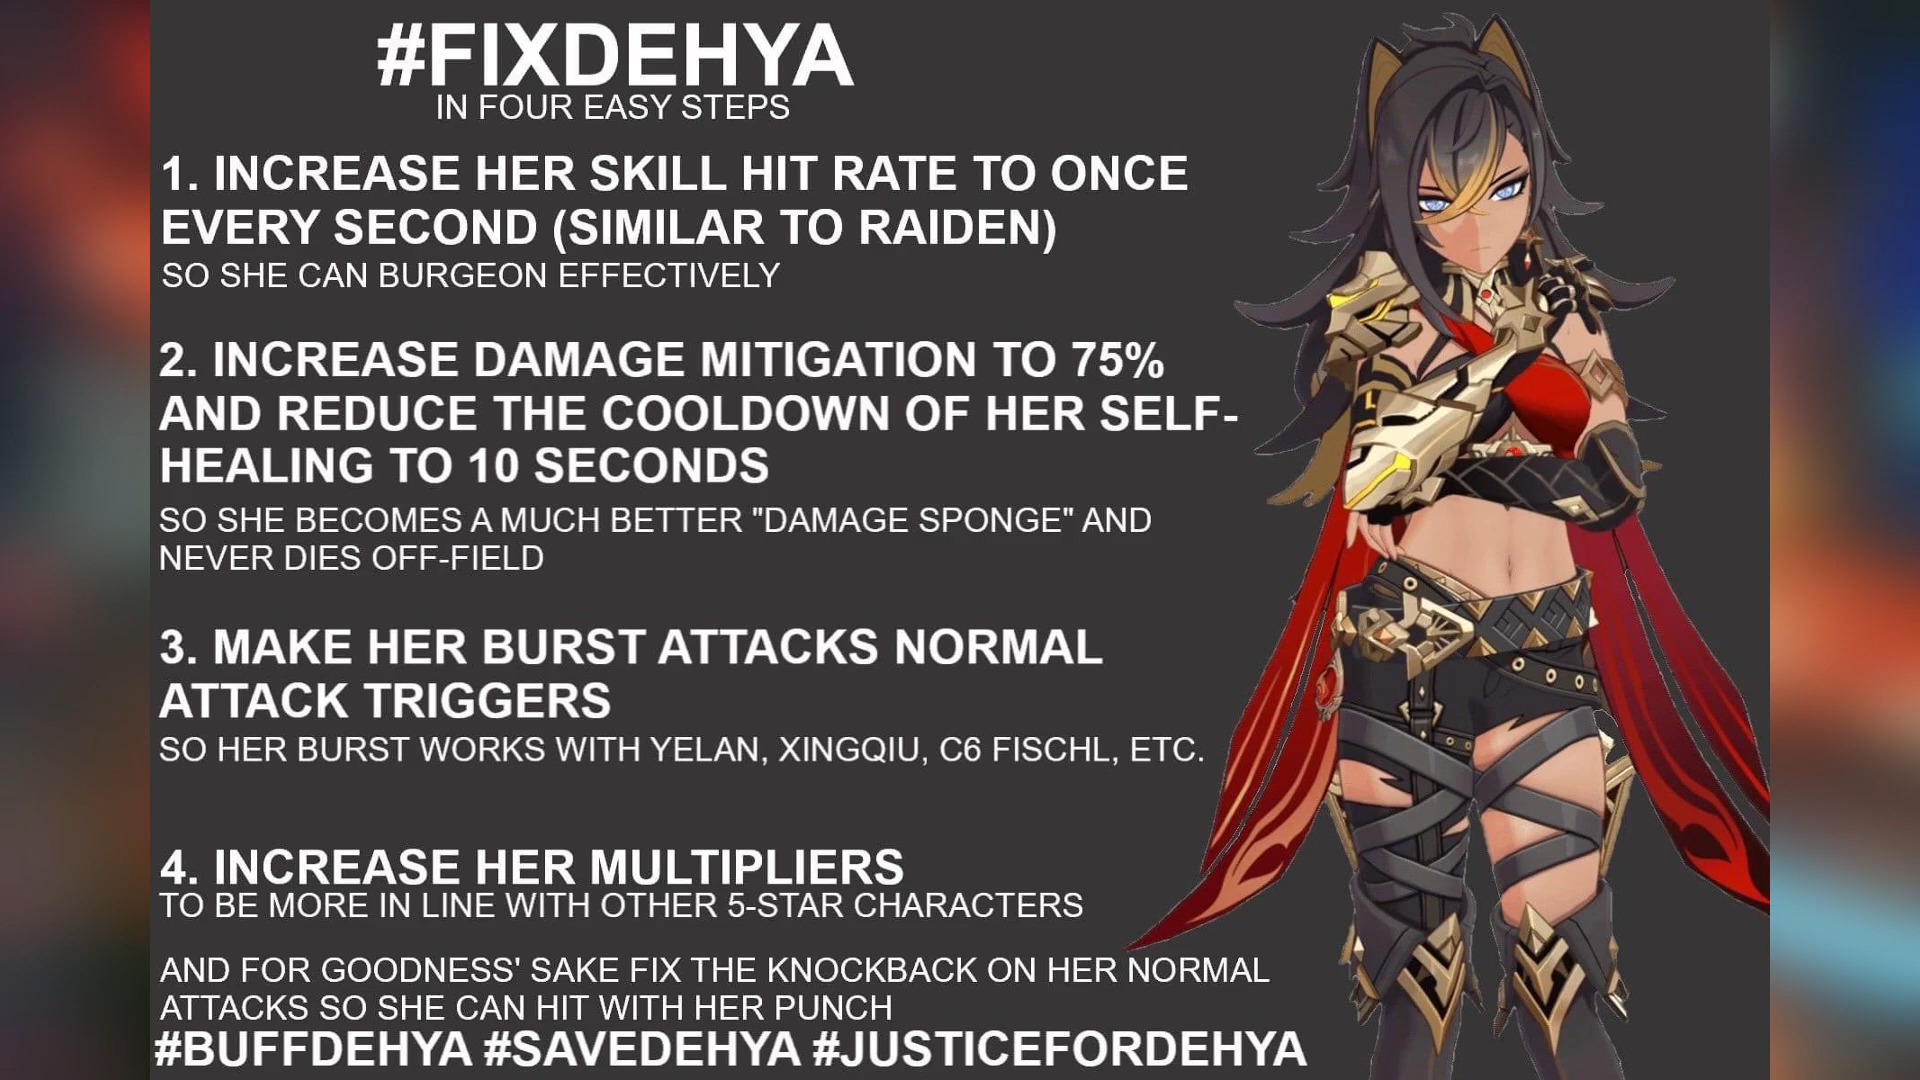 #FIXDEHYA
IN FOUR EASY STEPS
1. INCREASE HER SKILL HIT RATE TO ONCE
EVERY SECOND (SIMILAR TO RAIDEN)
SO SHE CAN BURGEON EFFECTIVELY
2. INCREASE DAMAGE MITIGATION TO 75%
AND REDUCE THE COOLDOWN OF HER SELF-
HEALING TO 10 SECONDS
SO SHE BECOMES A MUCH BETTER "DAMAGE SPONGE" AND
NEVER DIES OFF-FIELD
3. MAKE HER BURST ATTACKS NORMAL
ATTACK TRIGGERS
SO HER BURST WORKS WITH YELAN, XINGQIU, C6 FISCHL, ETC.
4. INCREASE HER MULTIPLIERS
TO BE MORE IN LINE WITH OTHER 5-STAR CHARACTERS
AND FOR GOODNESS' SAKE FIX THE KNOCKBACK ON HER NORMAL
ATTACKS SO SHE CAN HIT WITH HER PUNCH
#BUFFDEHYA #SAVEDEHYA #JUSTICEFORDEHYA